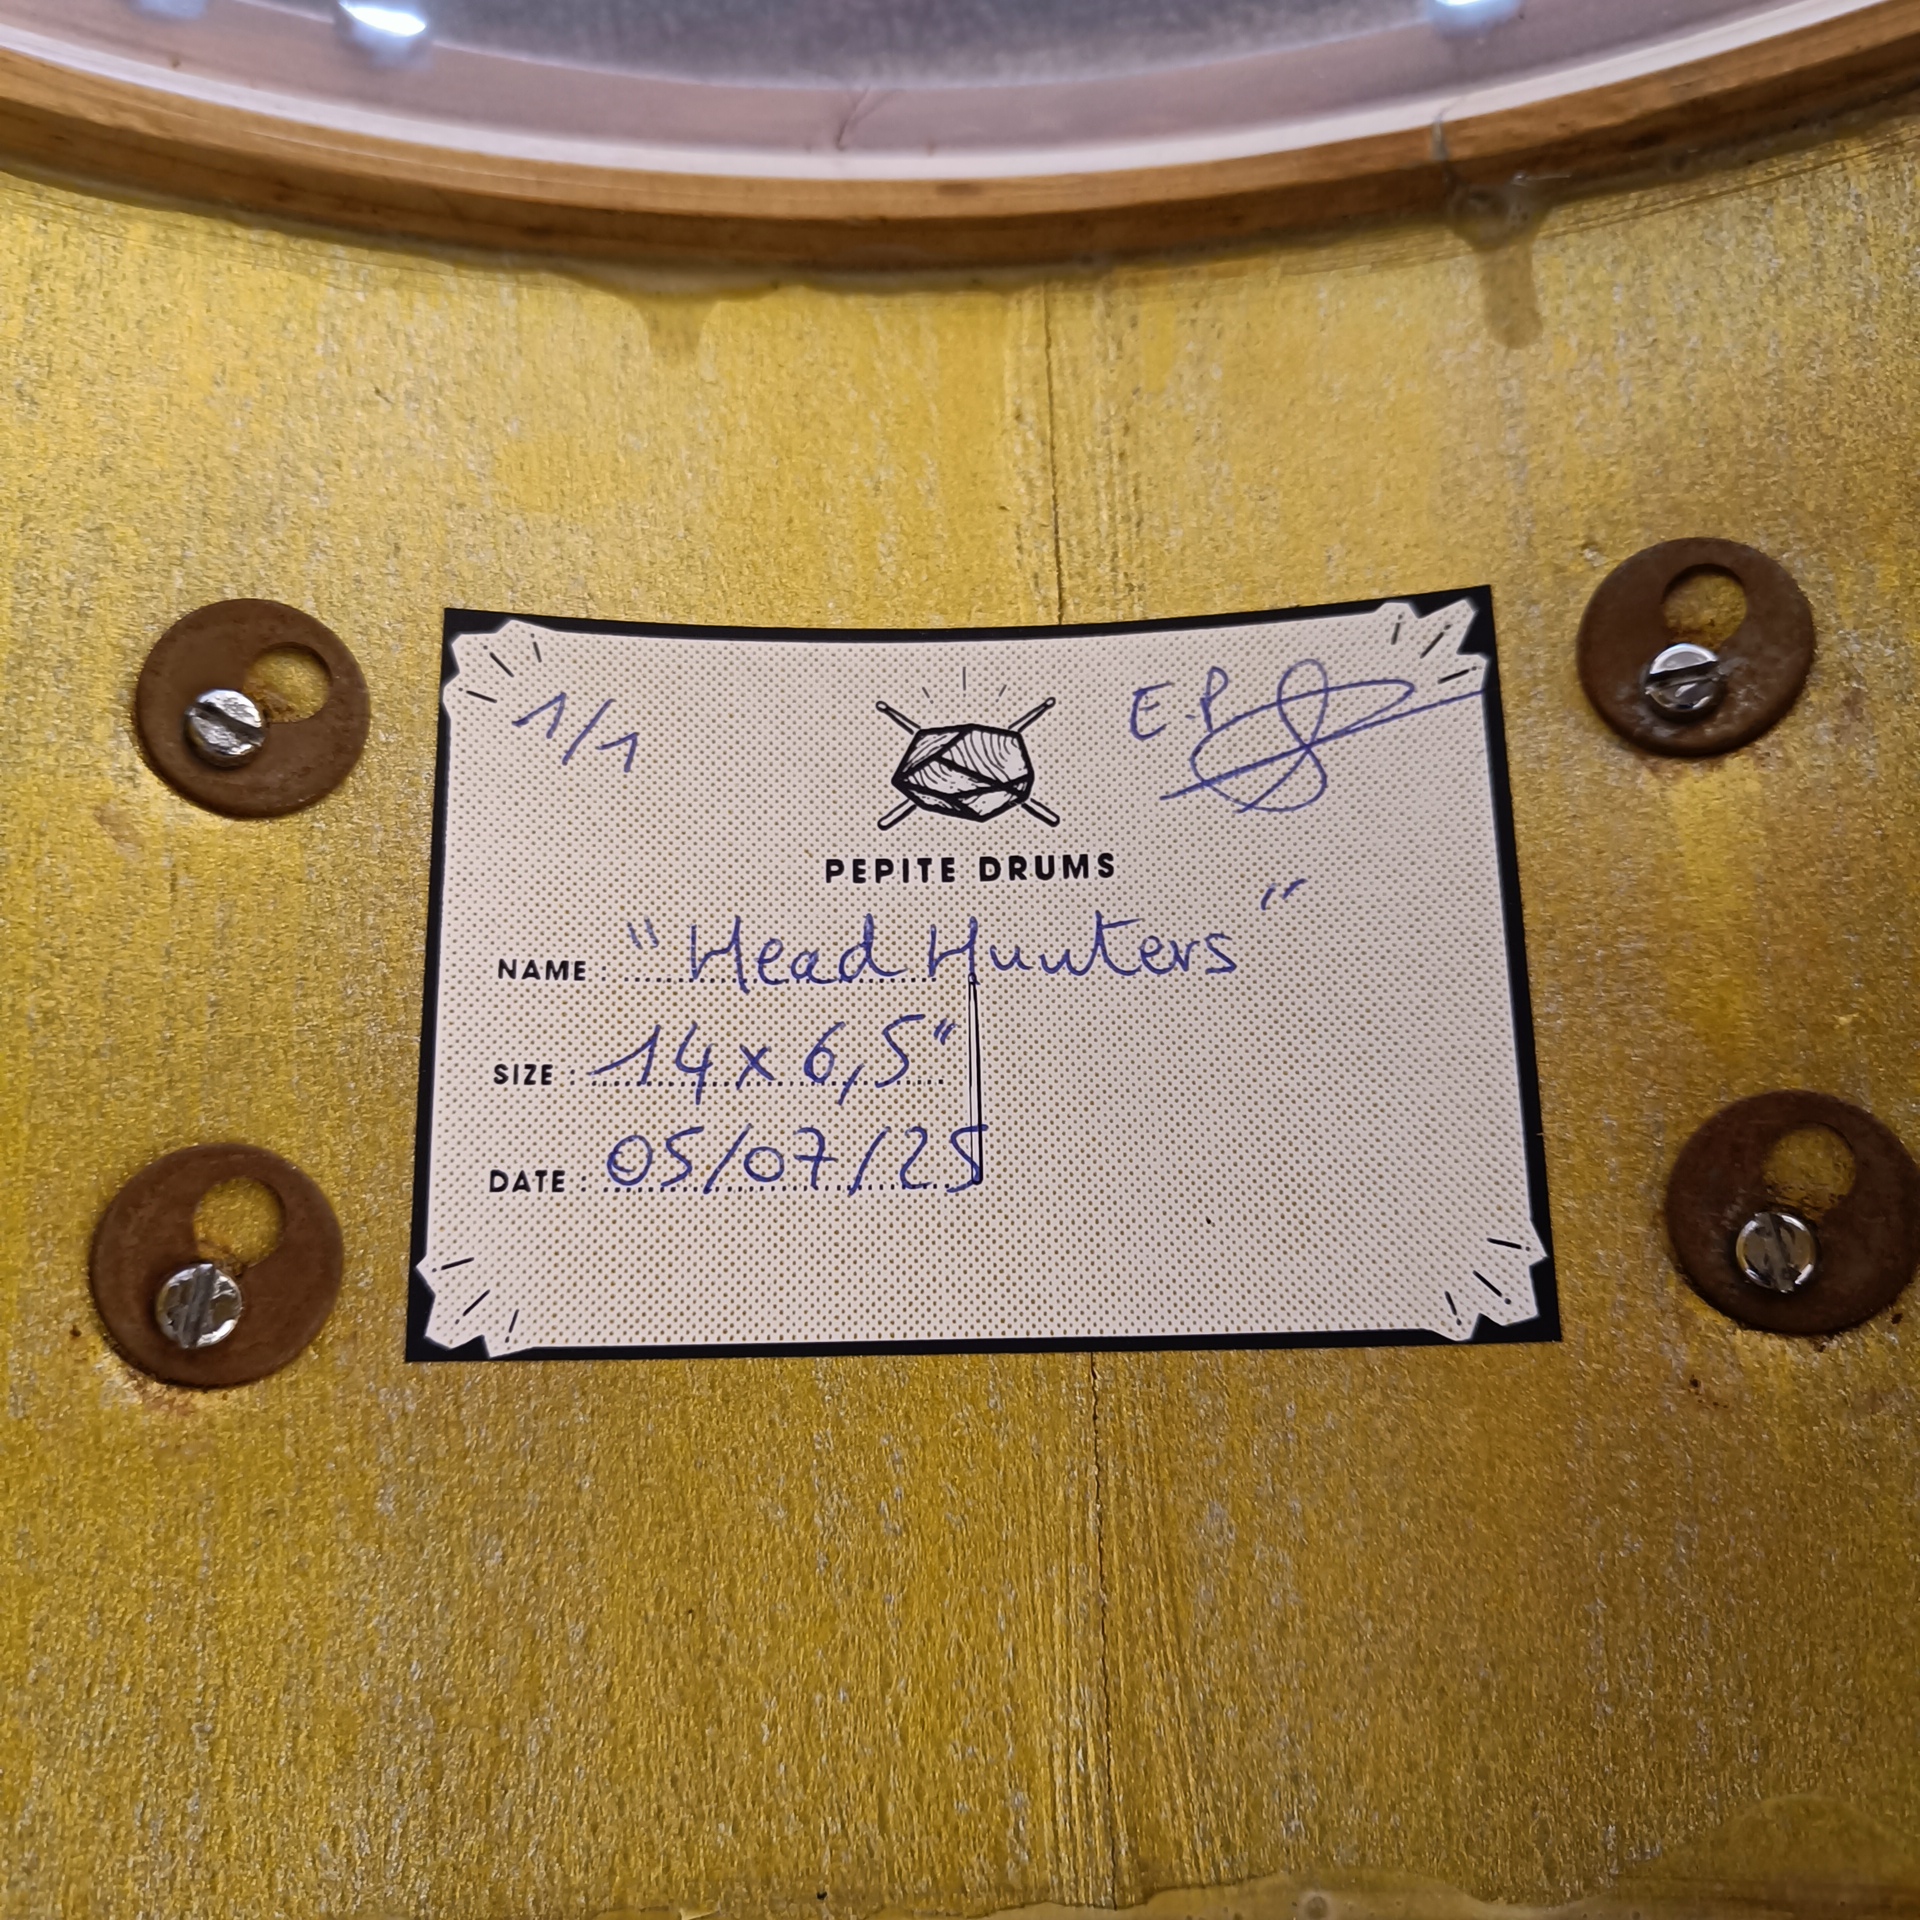 1/1
E.P
PEPITE DRUMS
NAME : "Head Hunters"
SIZE : 14 x 6,5"
DATE : 05/07/25